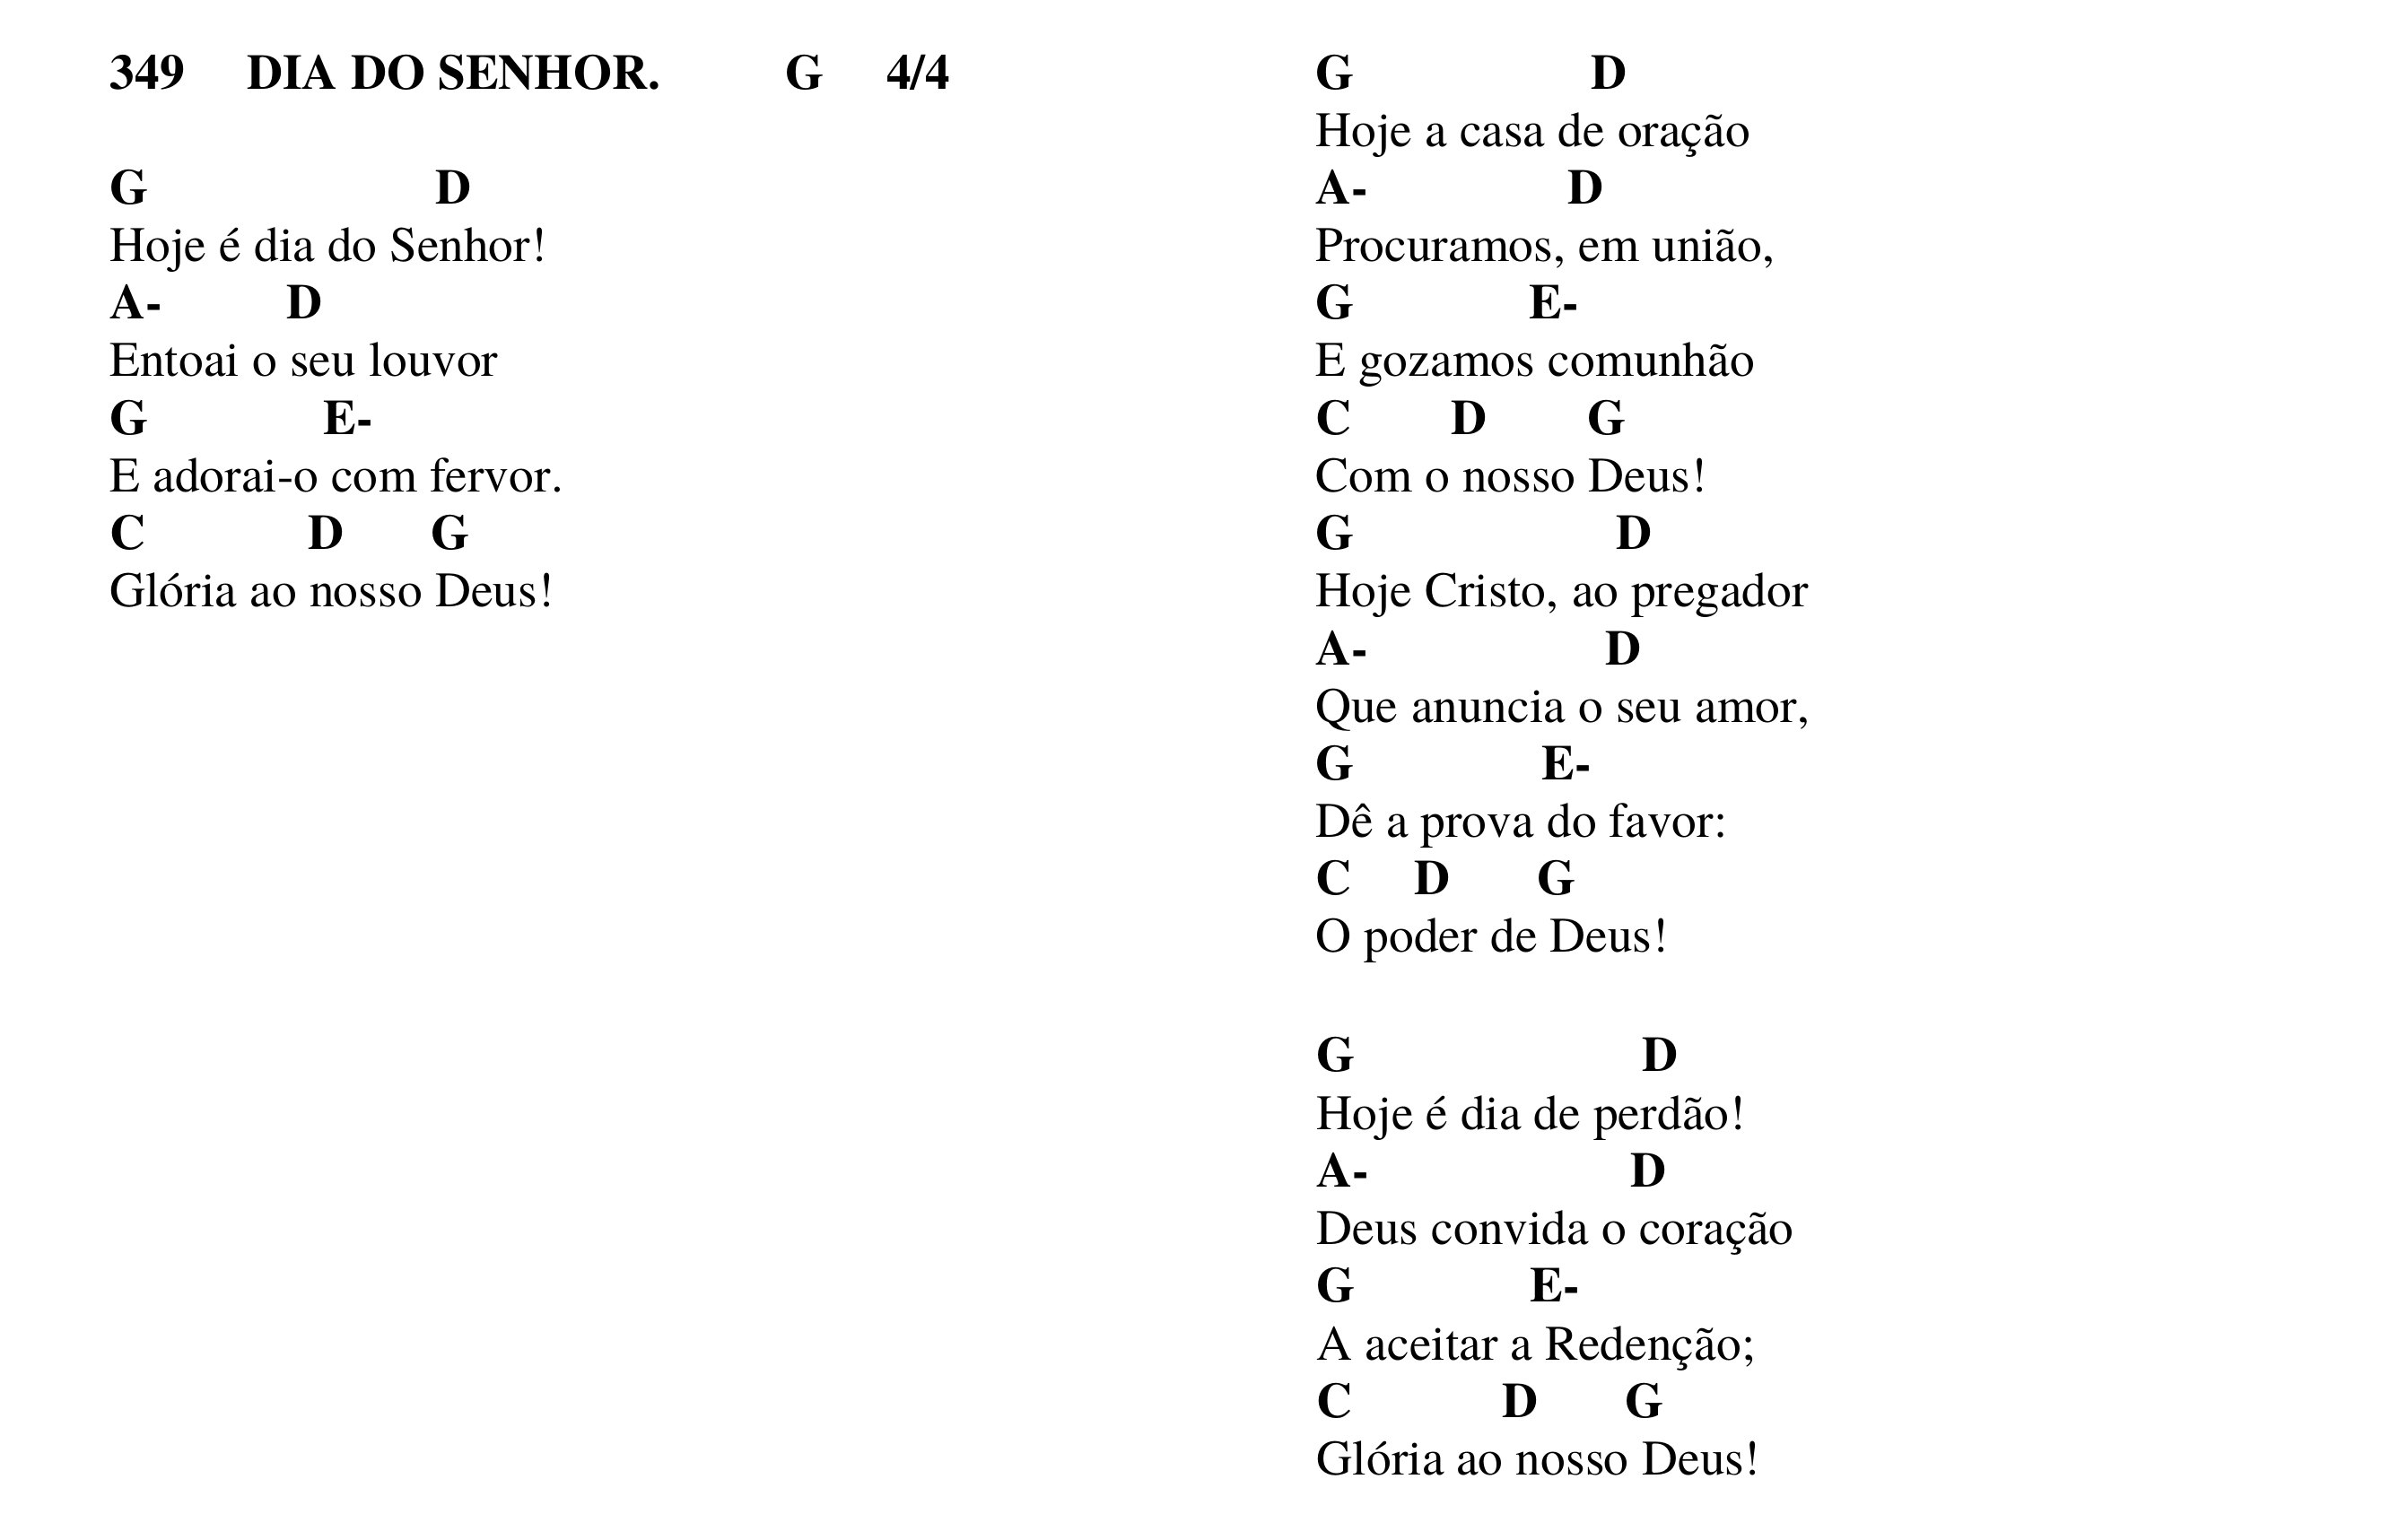 349 DIA DO SENHOR. G 4/4
G D
Hoje é dia do Senhor!
A- D
Entoai o seu louvor
G E-
E adorai-o com fervor.
C D G
Glória ao nosso Deus!
G D
Hoje a casa de oração
A- D
Procuramos, em união,
G E-
E gozamos comunhão
C D G
Com o nosso Deus!
G D
Hoje Cristo, ao pregador
A- D
Que anuncia o seu amor,
G E-
Dê a prova do favor:
C D G
O poder de Deus!
G D
Hoje é dia de perdão!
A- D
Deus convida o coração
G E-
A aceitar a Redenção;
C D G
Glória ao nosso Deus!